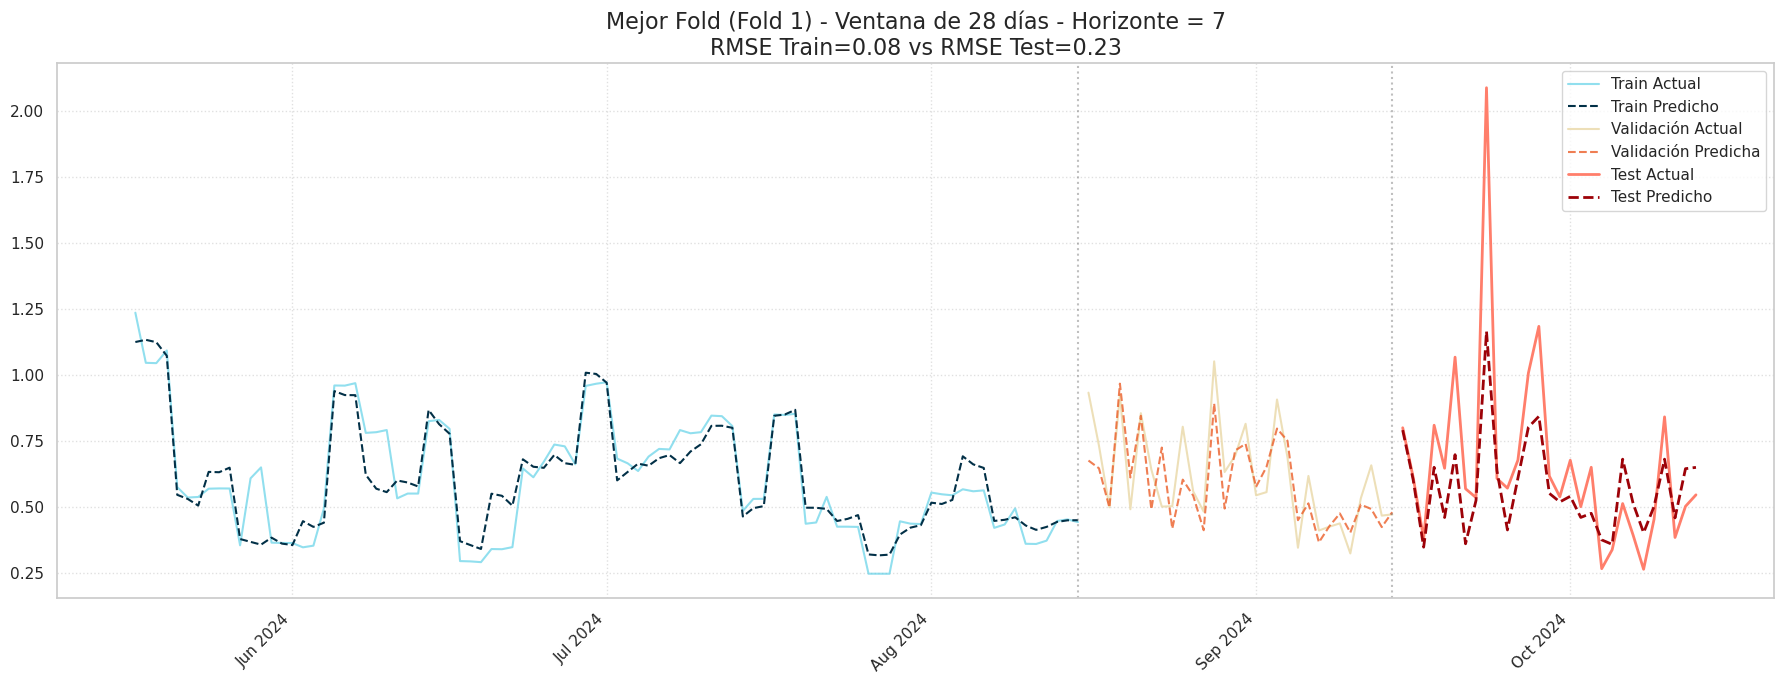 Mejor Fold (Fold 1) - Ventana de 28 días - Horizonte = 7
RMSE Train=0.08 vs RMSE Test=0.23
2.00
1.75
1.50
1.25
1.00
0.75
0.50
0.25
Train Actual
Train Predicho
Validación Actual
Validación Predicha
Test Actual
Test Predicho
Jun 2024
Jul 2024
Aug 2024
Sep 2024
Oct 2024